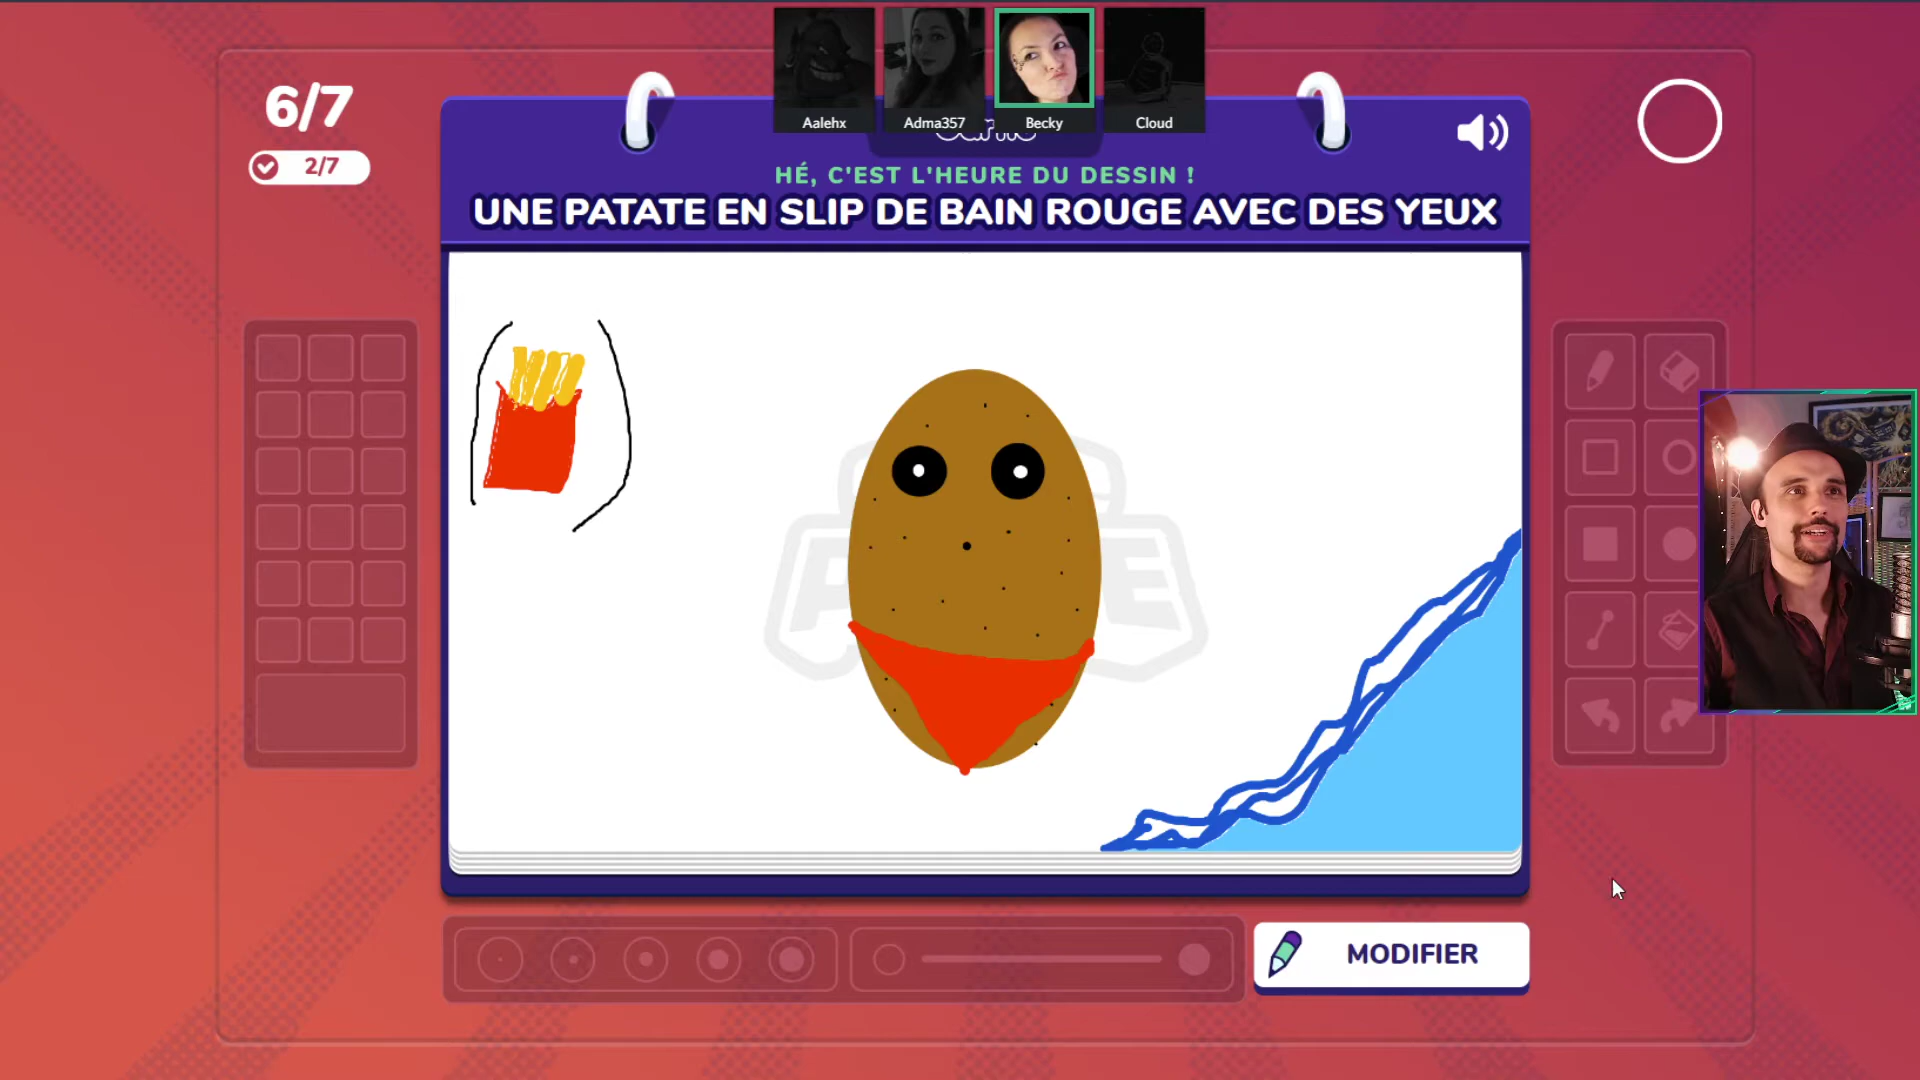 Aalehx
Adma357
Becky
Cloud
6/7
2/7
HÉ, C'EST L'HEURE DU DESSIN !
UNE PATATE EN SLIP DE BAIN ROUGE AVEC DES YEUX
MODIFIER